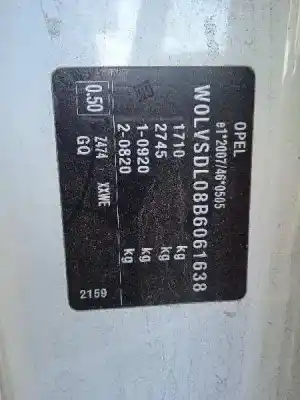 OPEL
e1*2007/46*0505
W0LVSDL08B6061638
1710 kg
2745 kg
1-0920 kg
2-0820 kg
0.50 Z474 XXWE
GQ
2159